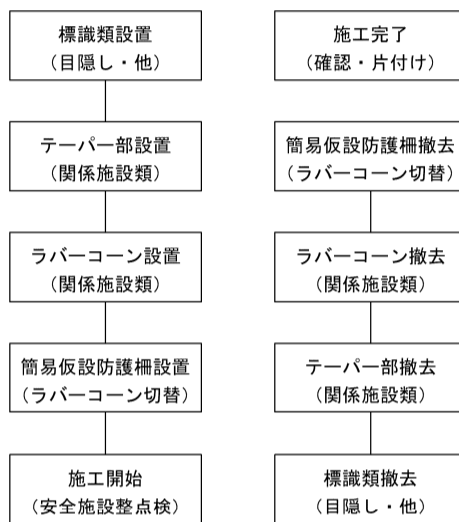 標識類設置
(目隠し・他)
テーパー部設置
(関係施設類)
ラバーコーン設置
(関係施設類)
簡易仮設防護柵設置
(ラバーコーン切替)
施工開始
(安全施設整点検)
施工完了
(確認・片付け)
簡易仮設防護柵撤去
(ラバーコーン切替)
ラバーコーン撤去
(関係施設類)
テーパー部撤去
(関係施設類)
標識類撤去
(目隠し・他)